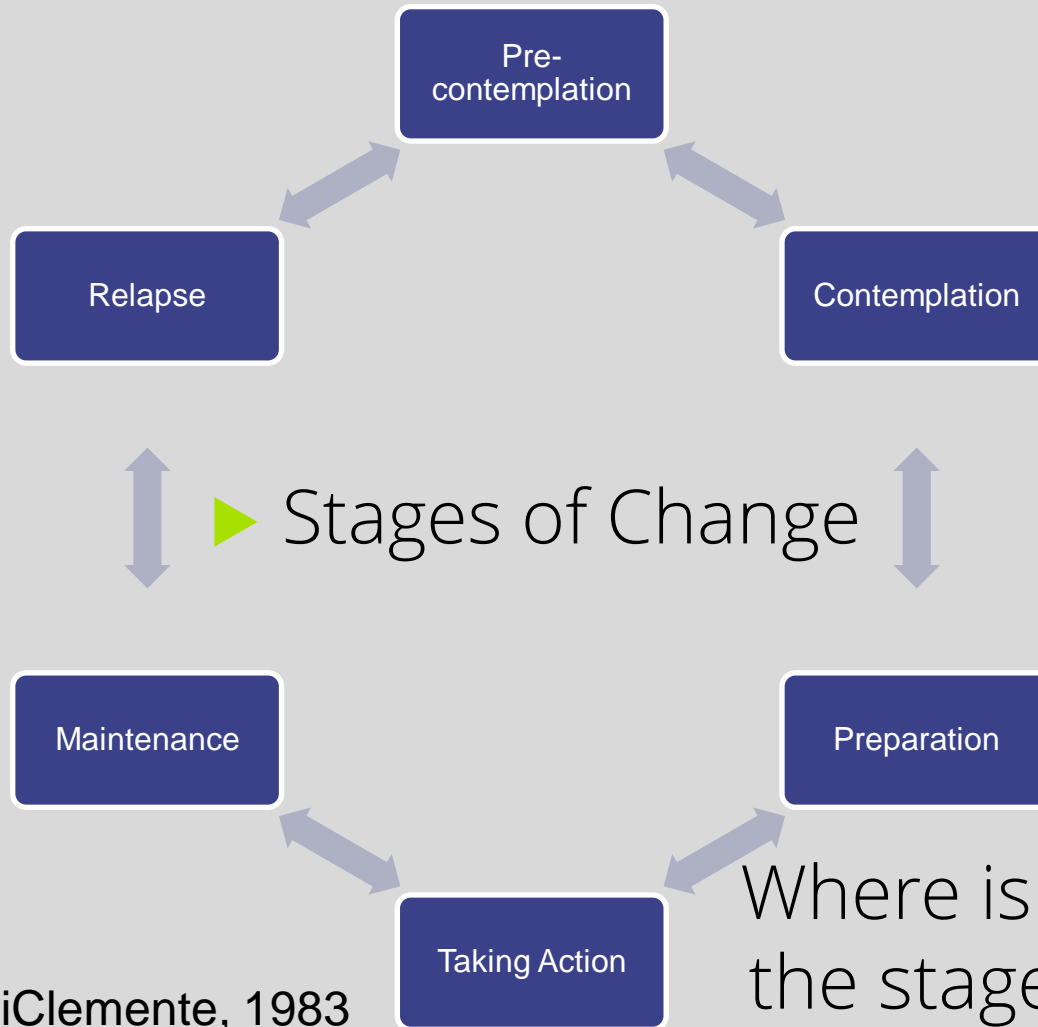 Pre-
contemplation
Relapse
Contemplation
Stages of Change
Maintenance
Preparation
Taking Action
Where is
the stage
iClemente, 1983